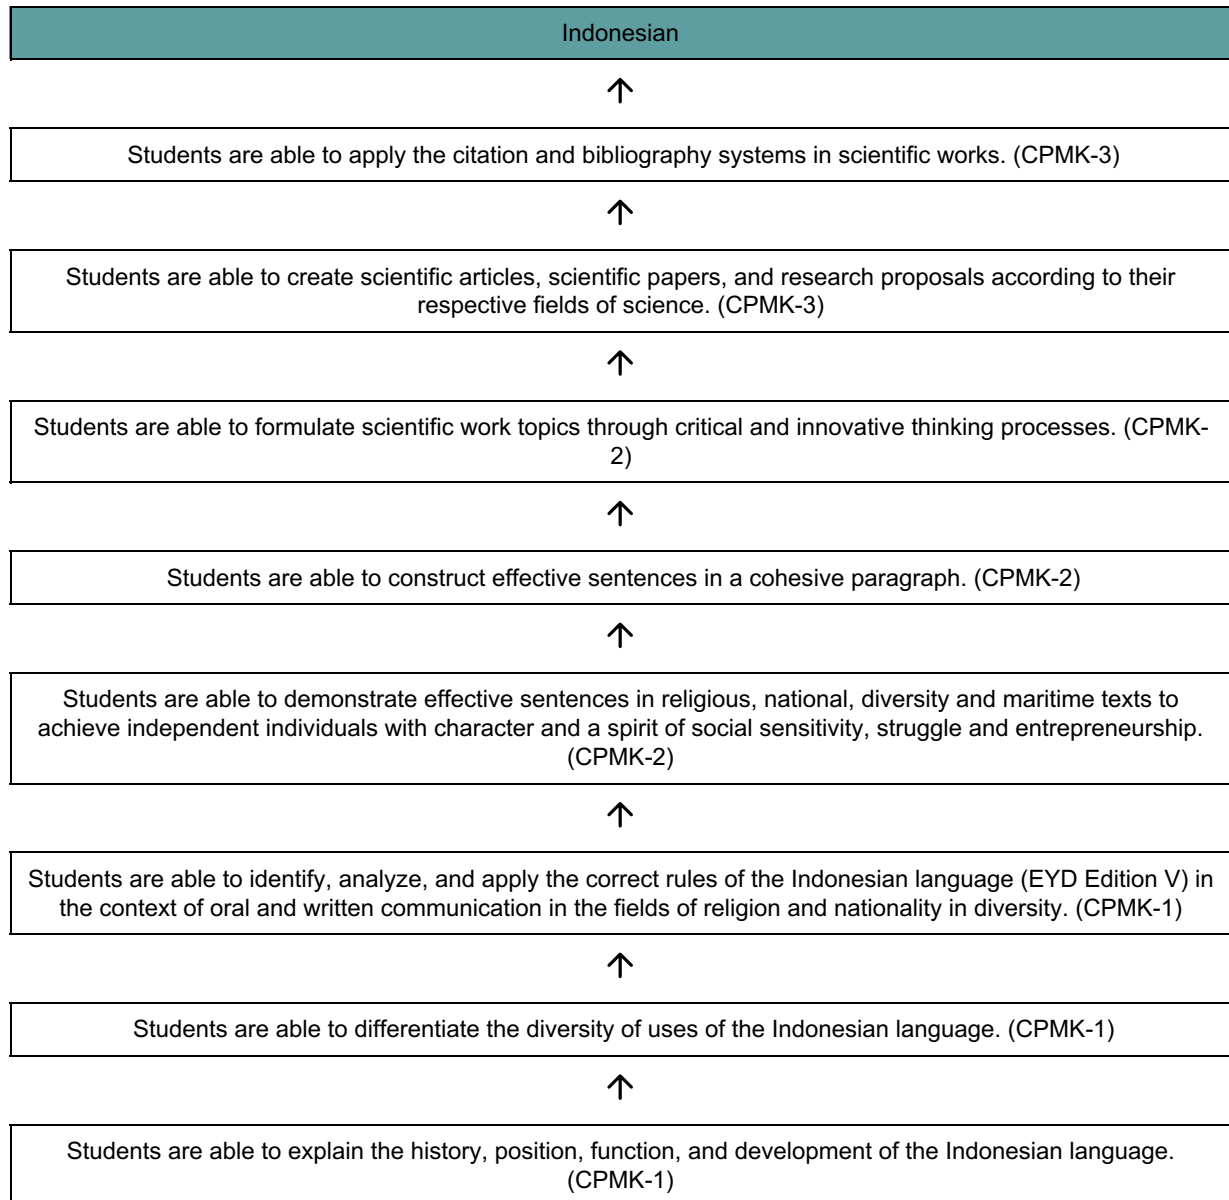 Indonesian
Students are able to apply the citation and bibliography systems in scientific works. (CPMK-3)
Students are able to create scientific articles, scientific papers, and research proposals according to their
respective fields of science. (CPMK-3)
Students are able to formulate scientific work topics through critical and innovative thinking processes. (CPMK-
2)
Students are able to construct effective sentences in a cohesive paragraph. (CPMK-2)
Students are able to demonstrate effective sentences in religious, national, diversity and maritime texts to
achieve independent individuals with character and a spirit of social sensitivity, struggle and entrepreneurship.
(CPMK-2)
Students are able to identify, analyze, and apply the correct rules of the Indonesian language (EYD Edition V) in
the context of oral and written communication in the fields of religion and nationality in diversity. (CPMK-1)
Students are able to differentiate the diversity of uses of the Indonesian language. (CPMK-1)
Students are able to explain the history, position, function, and development of the Indonesian language.
(CPMK-1)